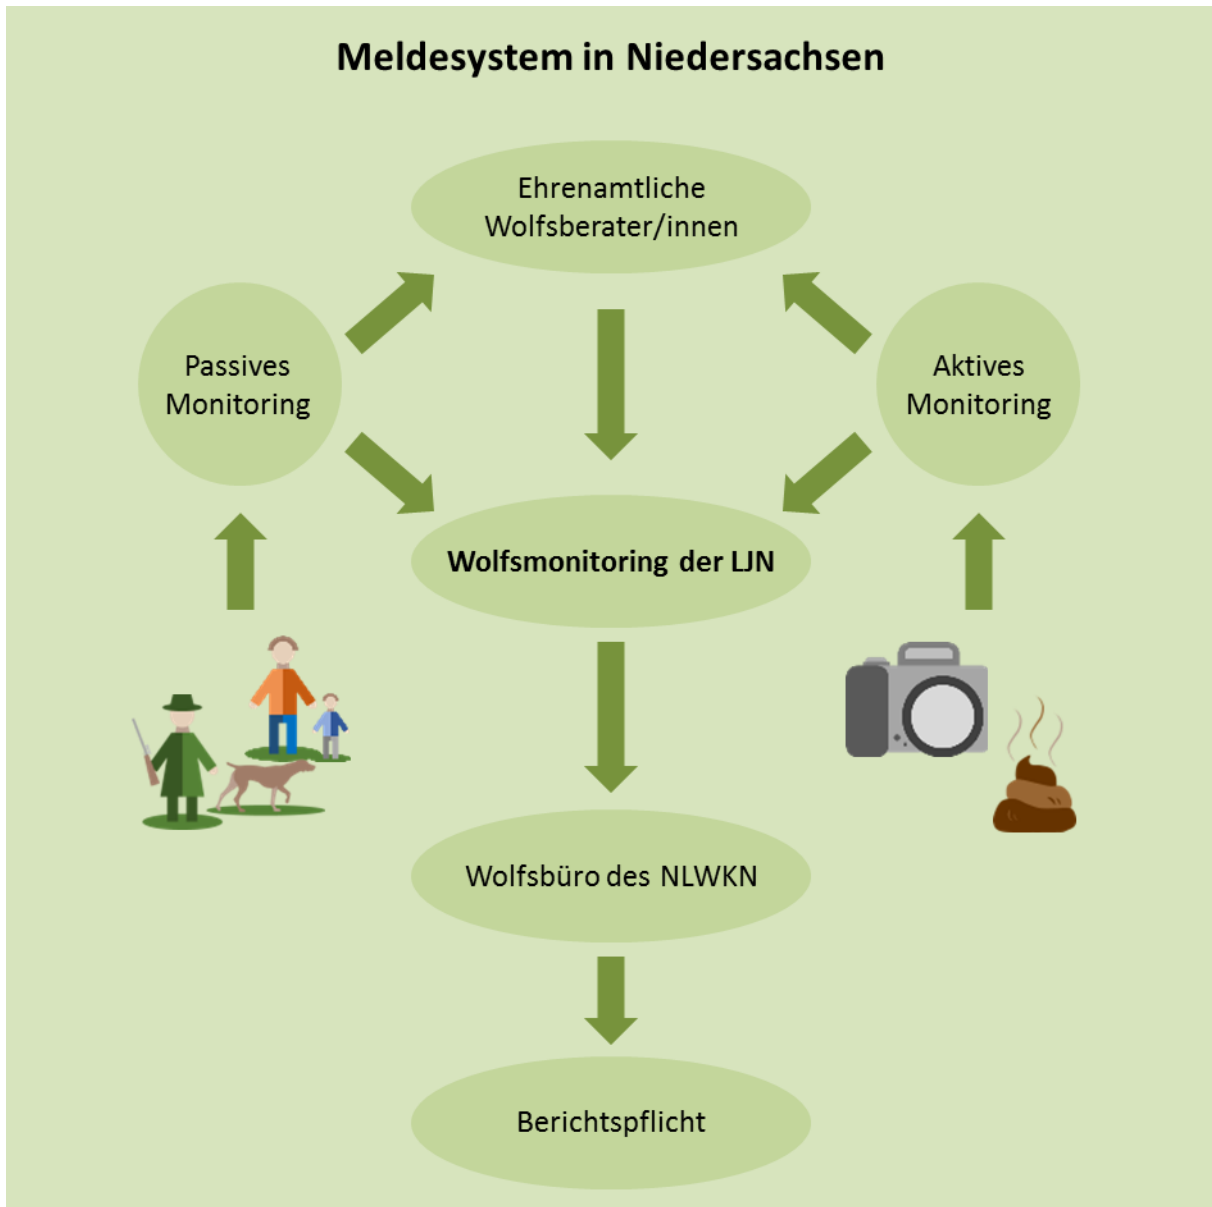 Meldesystem in Niedersachsen
Ehrenamtliche
Wolfsberater/innen
Passives
Monitoring
Aktives
Monitoring
Wolfsmonitoring der LJN
Wolfsbüro des NLWKN
Berichtspflicht